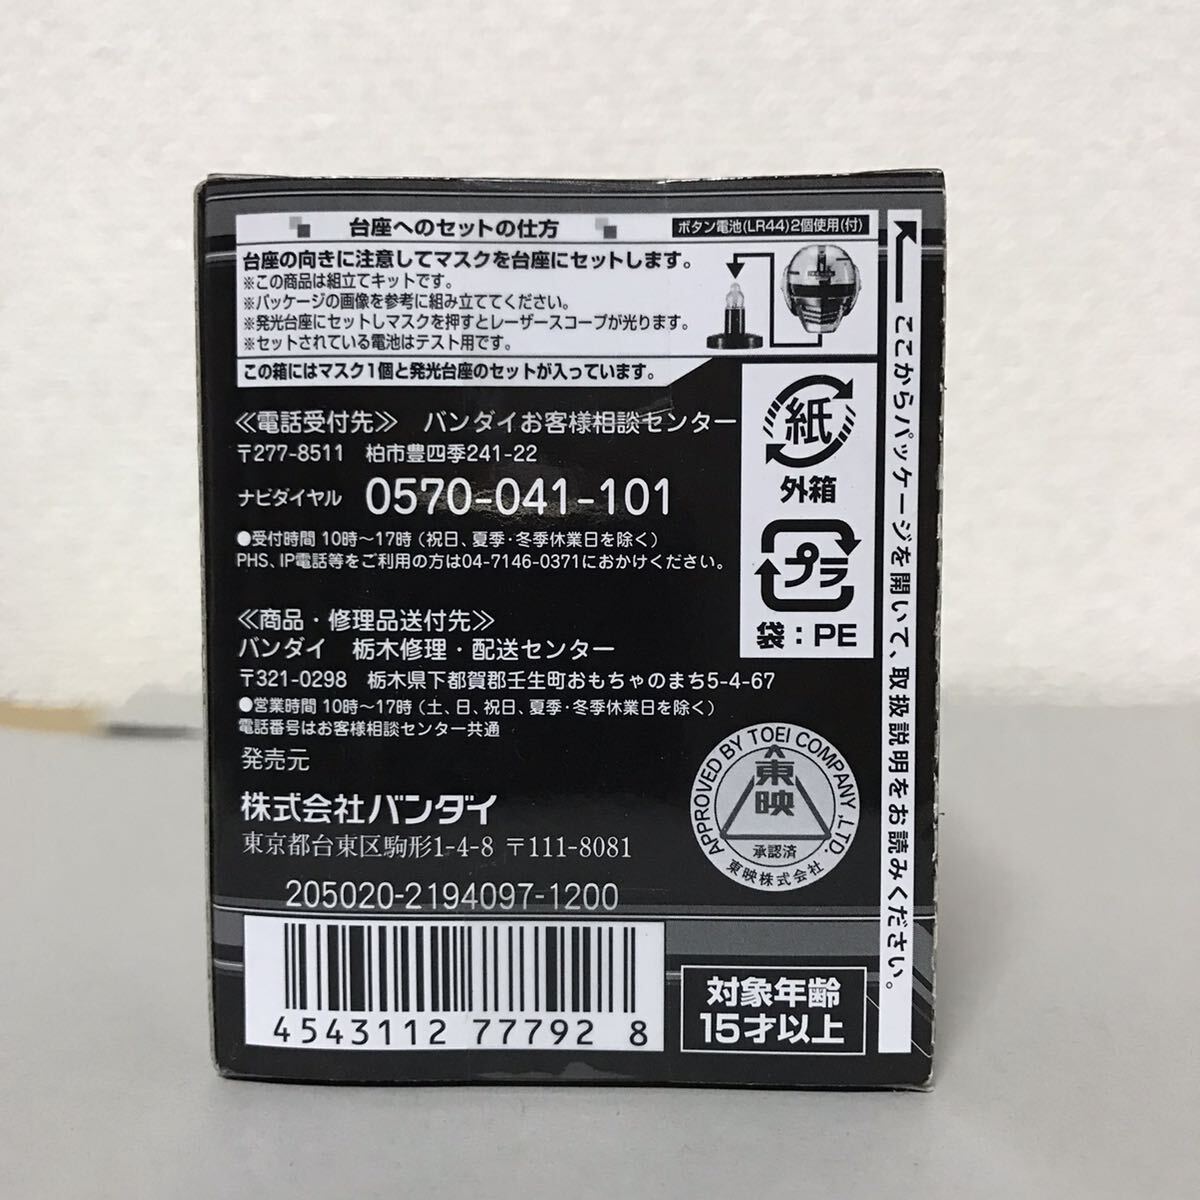 台座へのセットの仕方
ボタン電池(LR44)2個使用(付)
台座の向きに注意してマスクを台座にセットします。
※この商品は組立てキットです。
※パッケージの画像を参考に組み立ててください。
※発光台座にセットしマスクを押すとレーザースコープが光ります。
※セットされている電池はテスト用です。
この箱にはマスク1個と発光台座のセットが入っています。
≪電話受付先≫ バンダイお客様相談センター
〒277-8511 柏市豊四季241-22
ナビダイヤル 0570-041-101
●受付時間 10時〜17時(祝日、夏季・冬季休業日を除く)
PHS、IP電話等をご利用の方は04-7146-0371におかけください。
≪商品・修理品送付先≫
バンダイ 栃木修理・配送センター
〒321-0298 栃木県下都賀郡壬生町おもちゃのまち5-4-67
●営業時間 10時〜17時(土、日、祝日、夏季・冬季休業日を除く)
電話番号はお客様相談センター共通
発売元
株式会社バンダイ
東京都台東区駒形1-4-8 〒111-8081
205020-2194097-1200
4543112 777928
紙
外箱
プラ
袋:PE
APPROVED BY TOEI COMPANY,LTD.
東映
承認済
東映株式会社
対象年齢
15才以上
ここからパッケージを開いて、取扱説明をお読みください。